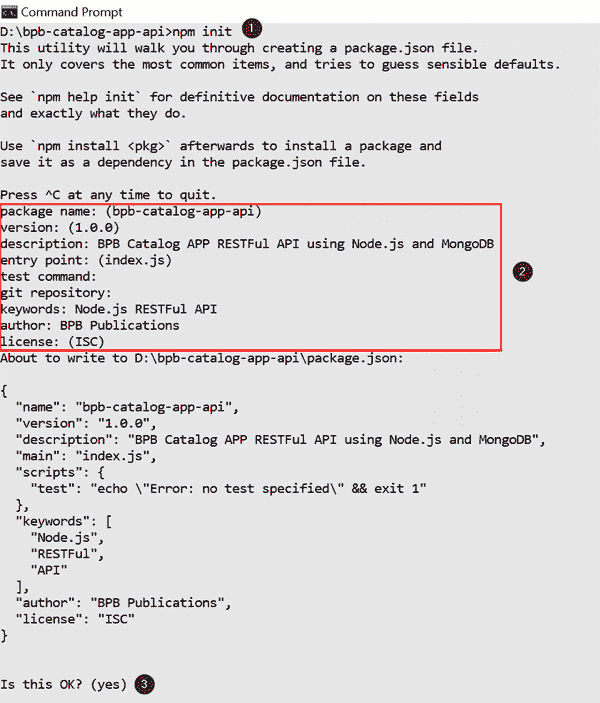 Command Prompt
D:\bpb-catalog-app-api>npm init 1
This utility will walk you through creating a package.json file.
It only covers the most common items, and tries to guess sensible defaults.
See `npm help init` for definitive documentation on these fields
and exactly what they do.
Use `npm install <pkg>` afterwards to install a package and
save it as a dependency in the package.json file.
Press ^C at any time to quit.
package name: (bpb-catalog-app-api)
version: (1.0.0)
description: BPB Catalog APP RESTFul API using Node.js and MongoDB
entry point: (index.js)
2
test command:
git repository:
keywords: Node.js RESTFul API
author: BPB Publications
license: (ISC)
About to write to D:\bpb-catalog-app-api\package.json:
{
  "name": "bpb-catalog-app-api",
  "version": "1.0.0",
  "description": "BPB Catalog APP RESTFul API using Node.js and MongoDB",
  "main": "index.js",
  "scripts": {
    "test": "echo \"Error: no test specified\" && exit 1"
  },
  "keywords": [
    "Node.js",
    "RESTFul",
    "API"
  ],
  "author": "BPB Publications",
  "license": "ISC"
}
Is this OK? (yes) 3